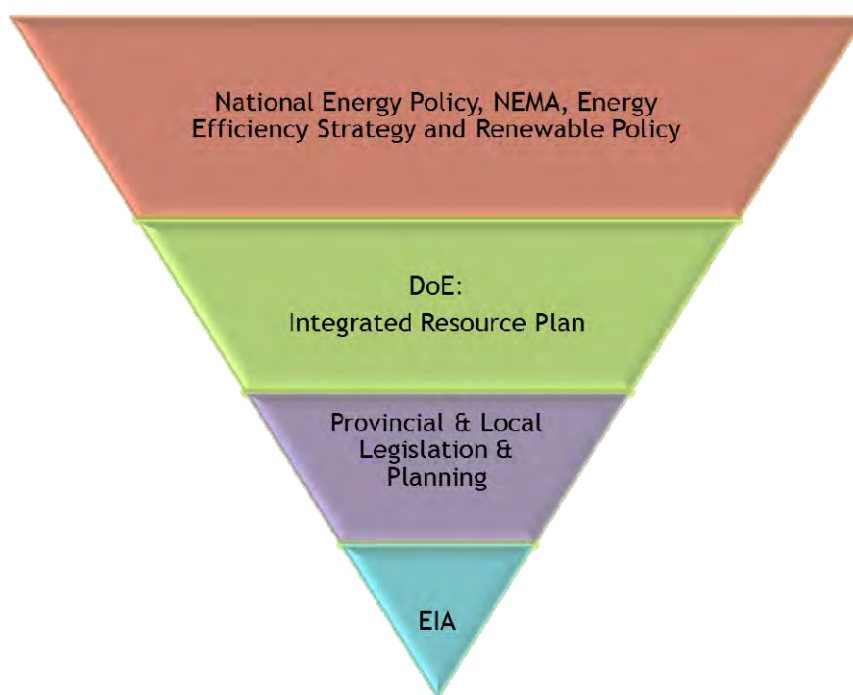 National Energy Policy, NEMA, Energy
Efficiency Strategy and Renewable Policy
DoE:
Integrated Resource Plan
Provincial & Local
Legislation &
Planning
EIA